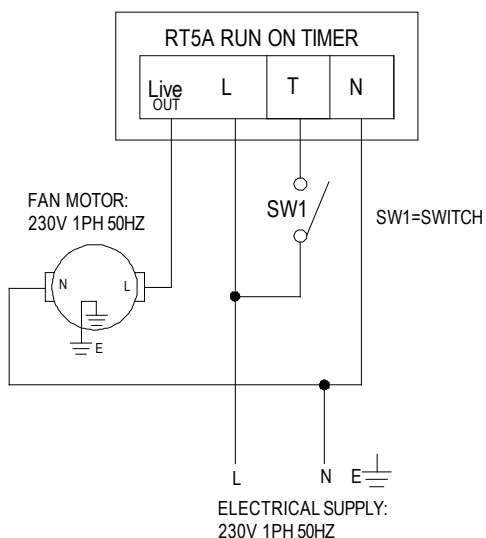 RT5A RUN ON TIMER
Live
OUT
L
T
N
FAN MOTOR:
230V 1PH 50HZ
SW1
SW1=SWITCH
N
L
E
L
N
E
ELECTRICAL SUPPLY:
230V 1PH 50HZ